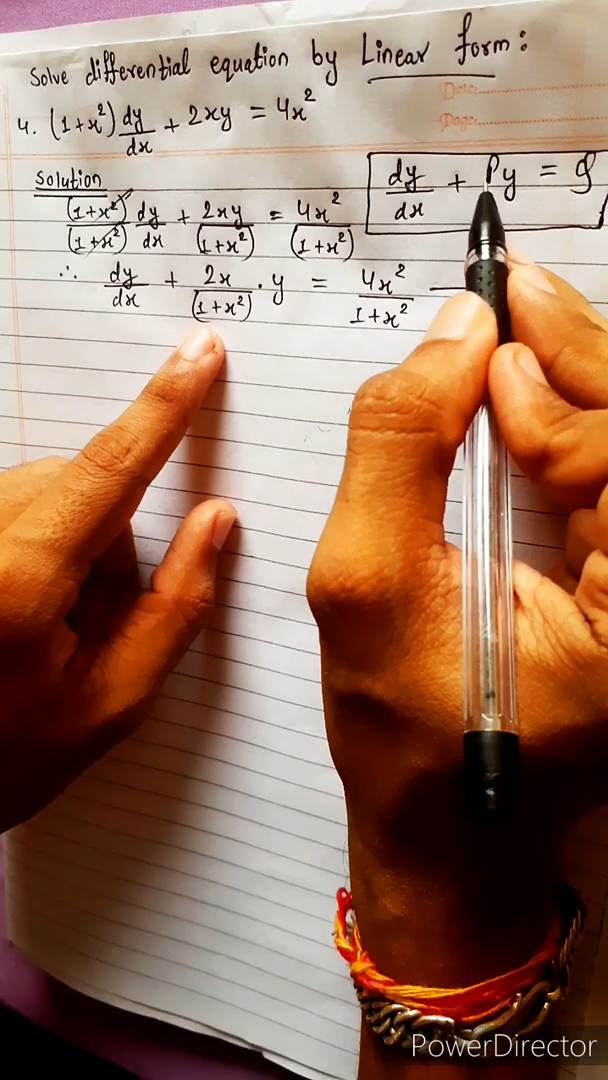 Solve differential equation by Linear form:
Date:
4. (1+x²) dy/dx + 2xy = 4x²
Page:
Solution
dy/dx + Py = Q
(1+x²)/(1+x²) dy/dx + 2xy/(1+x²) = 4x²/(1+x²)
∴ dy/dx + 2x/(1+x²) . y = 4x²/1+x² —
PowerDirector